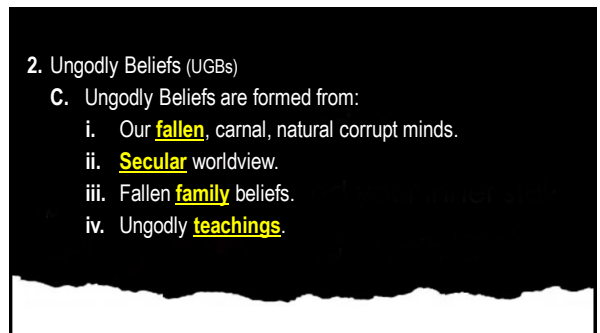 2. Ungodly Beliefs (UGBs)
C. Ungodly Beliefs are formed from:
i. Our fallen, carnal, natural corrupt minds.
ii. Secular worldview.
iii. Fallen family beliefs.
iv. Ungodly teachings.